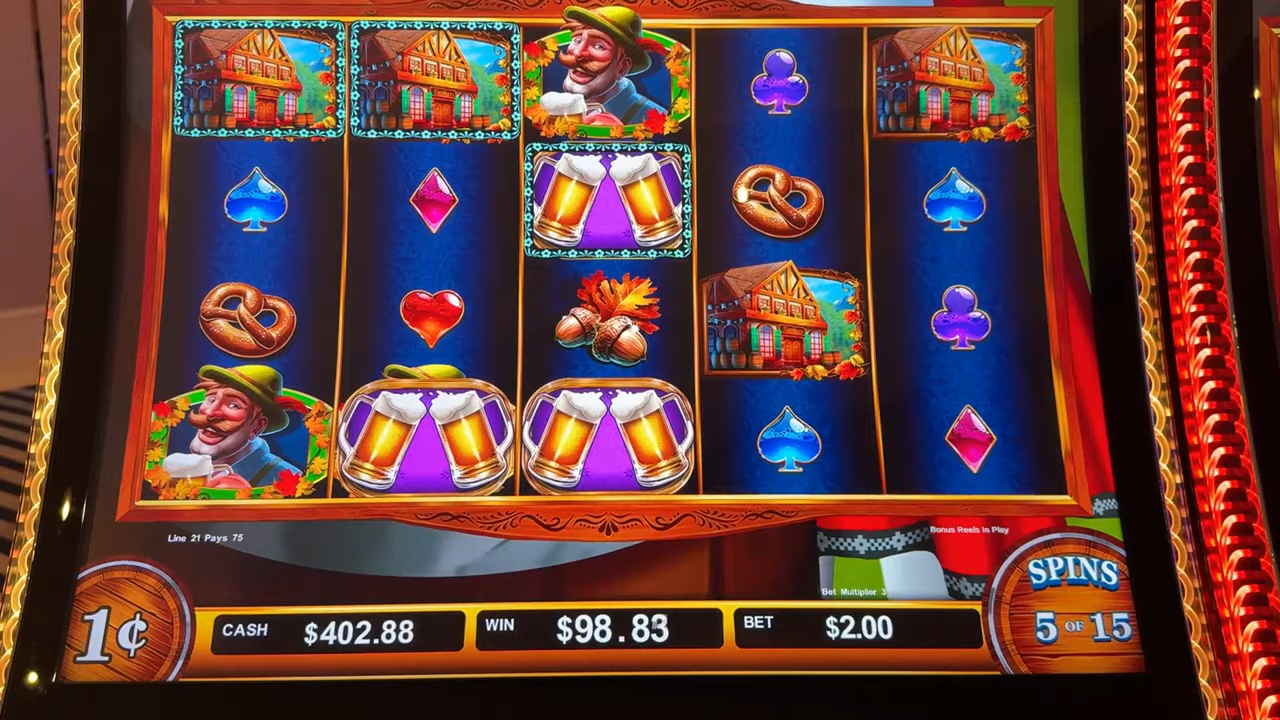 Line 21 Pays 75
Bonus Reels In Play
Bet Multiplier 3
1¢
CASH $402.88
WIN $98.83
BET $2.00
SPINS
5 OF 15